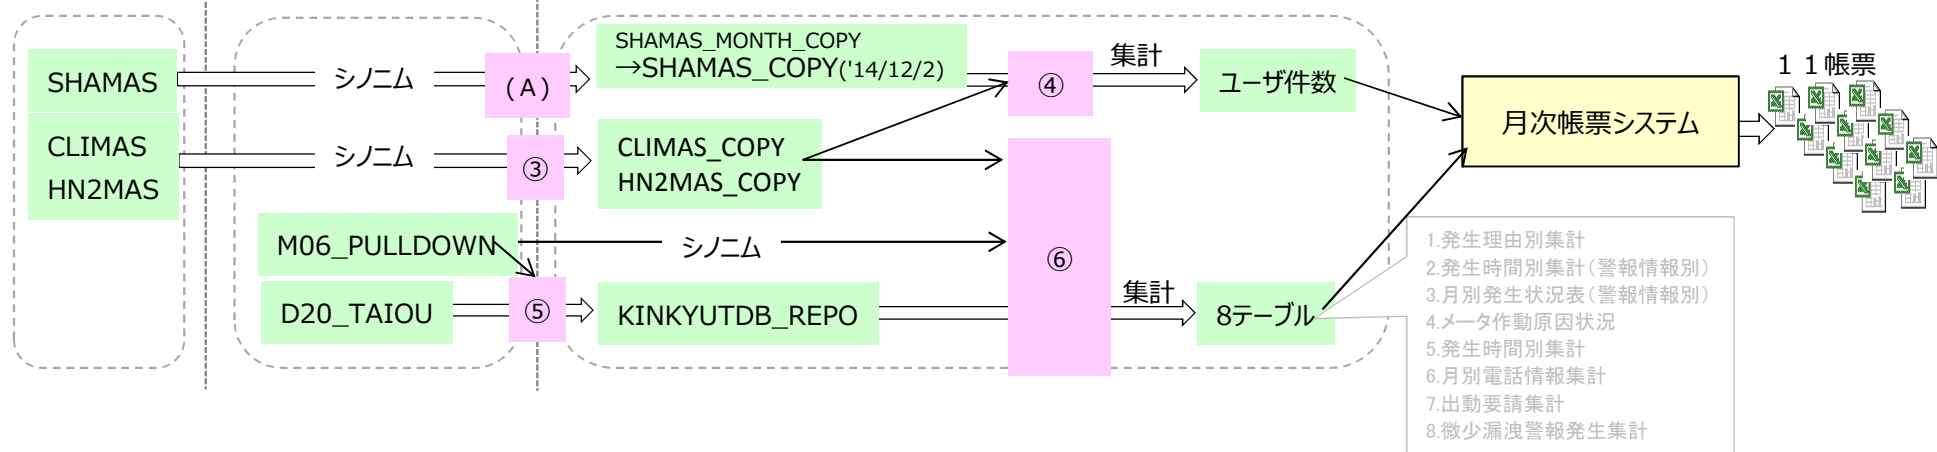 SHAMAS
CLIMAS
HN2MAS
シノニム
シノニム
(A)
③
SHAMAS_MONTH_COPY
→SHAMAS_COPY('14/12/2)
CLIMAS_COPY
HN2MAS_COPY
④
集計
ユーザ件数
M06_PULLDOWN
シノニム
D20_TAIOU
⑤
KINKYUTDB_REPO
⑥
集計
8テーブル
月次帳票システム
１１帳票
1.発生理由別集計
2.発生時間別集計（警報情報別）
3.月別発生状況表（警報情報別）
4.メータ作動原因状況
5.発生時間別集計
6.月別電話情報集計
7.出動要請集計
8.微少漏洩警報発生集計